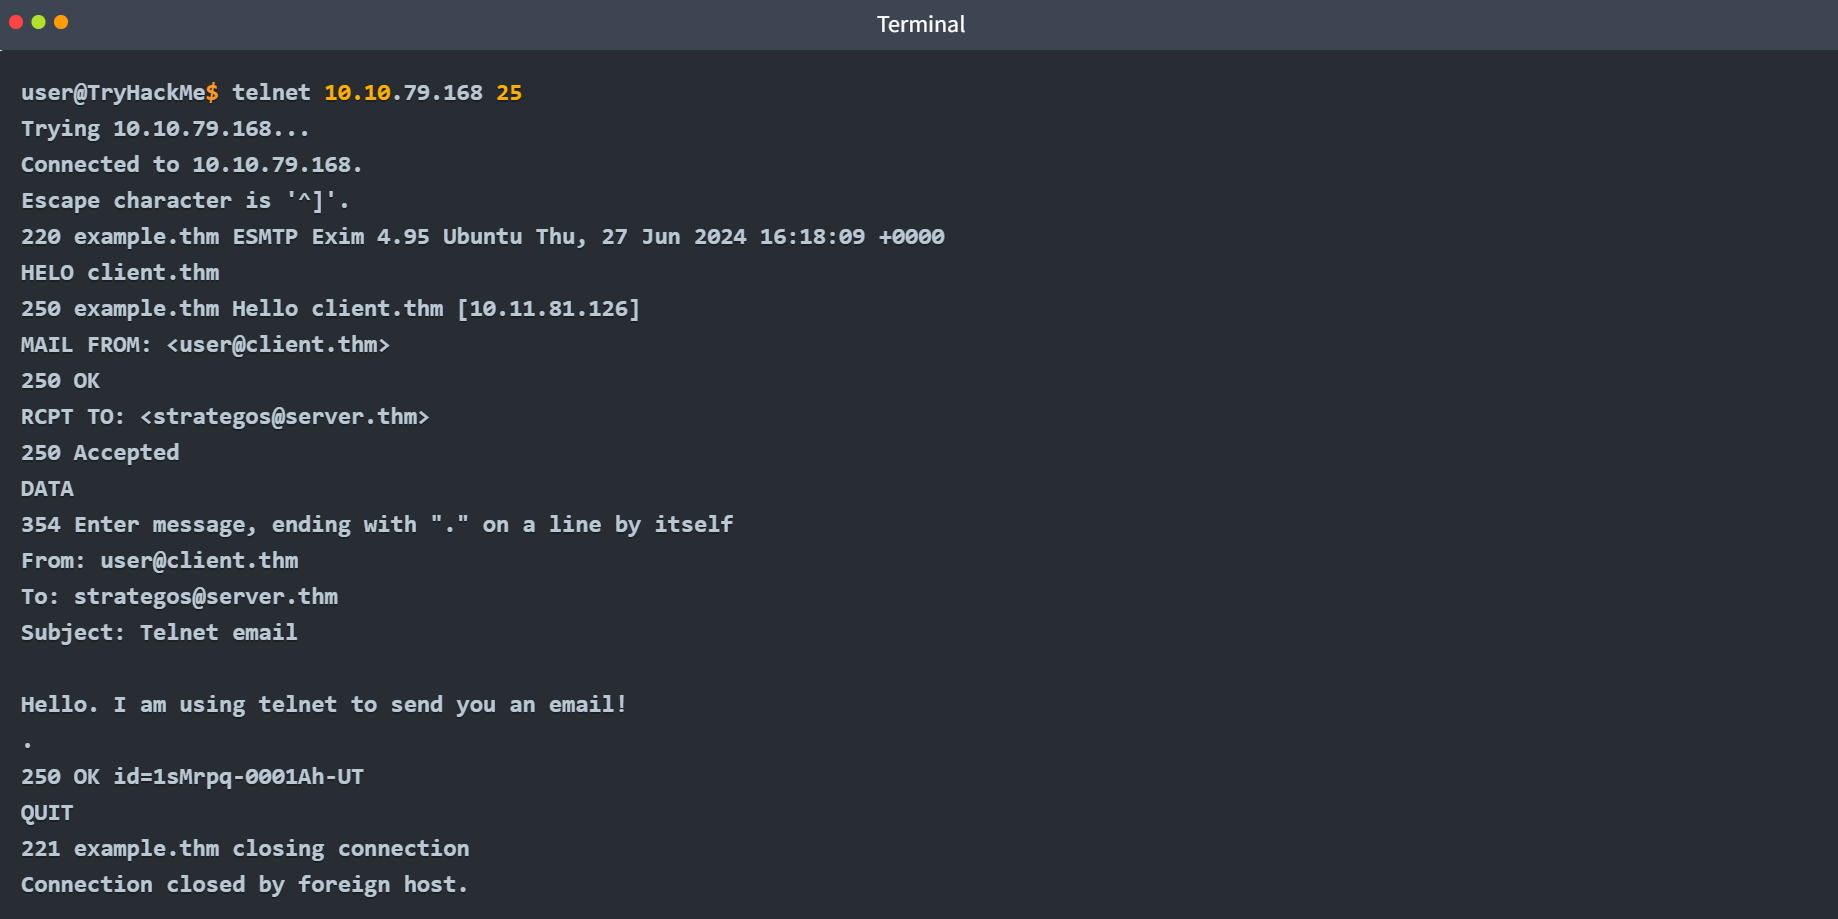 Terminal
user@TryHackMe$ telnet 10.10.79.168 25
Trying 10.10.79.168...
Connected to 10.10.79.168.
Escape character is '^]'.
220 example.thm ESMTP Exim 4.95 Ubuntu Thu, 27 Jun 2024 16:18:09 +0000
HELO client.thm
250 example.thm Hello client.thm [10.11.81.126]
MAIL FROM: <user@client.thm>
250 OK
RCPT TO: <strategos@server.thm>
250 Accepted
DATA
354 Enter message, ending with "." on a line by itself
From: user@client.thm
To: strategos@server.thm
Subject: Telnet email

Hello. I am using telnet to send you an email!
.
250 OK id=1sMrpq-0001Ah-UT
QUIT
221 example.thm closing connection
Connection closed by foreign host.